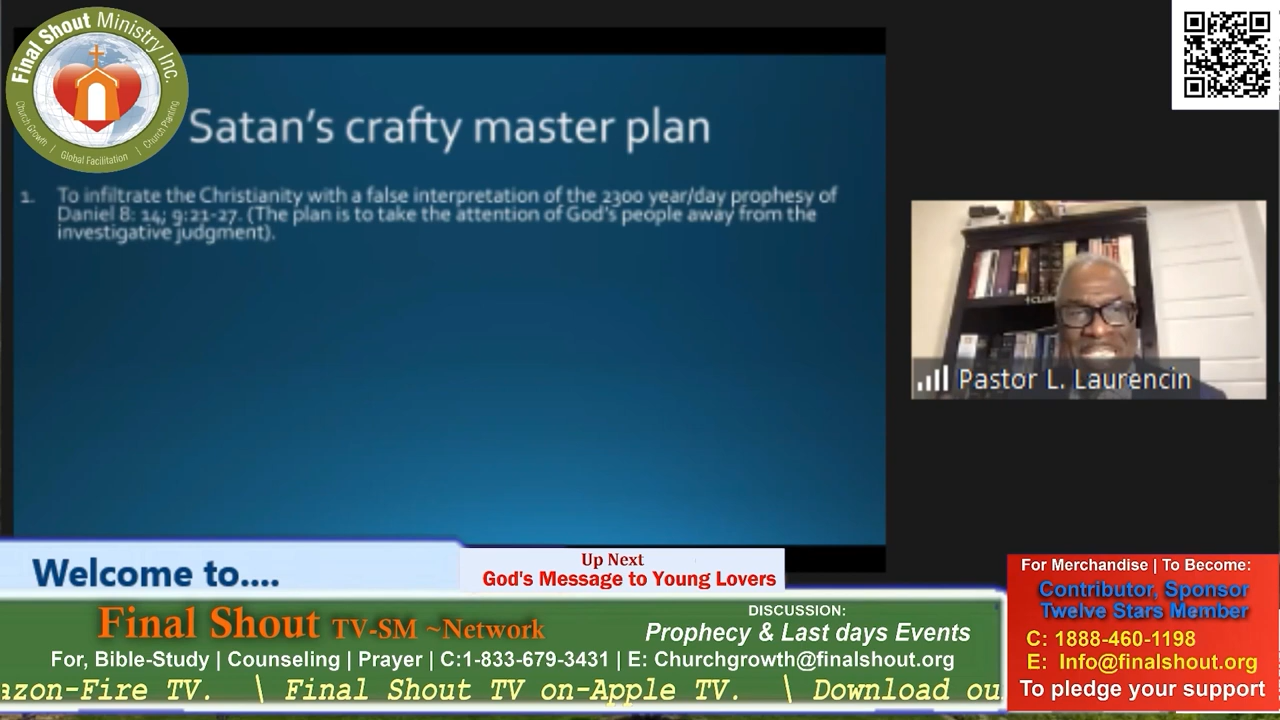 Final Shout Ministry Inc.
Church Growth | Global Facilitation | Church Planting
Satan's crafty master plan
1. To infiltrate the Christianity with a false interpretation of the 2300 year/day prophesy of
Daniel 8: 14; 9:21-27. (The plan is to take the attention of God's people away from the
investigative judgment).
Pastor L. Laurencin
Welcome to....
Up Next
God's Message to Young Lovers
Final Shout TV-SM ~Network
DISCUSSION:
Prophecy & Last days Events
For, Bible-Study | Counseling | Prayer | C:1-833-679-3431 | E: Churchgrowth@finalshout.org
azon-Fire TV. \ Final Shout TV on-Apple TV. \ Download ou
For Merchandise | To Become:
Contributor, Sponsor
Twelve Stars Member
C: 1888-460-1198
E: Info@finalshout.org
To pledge your support